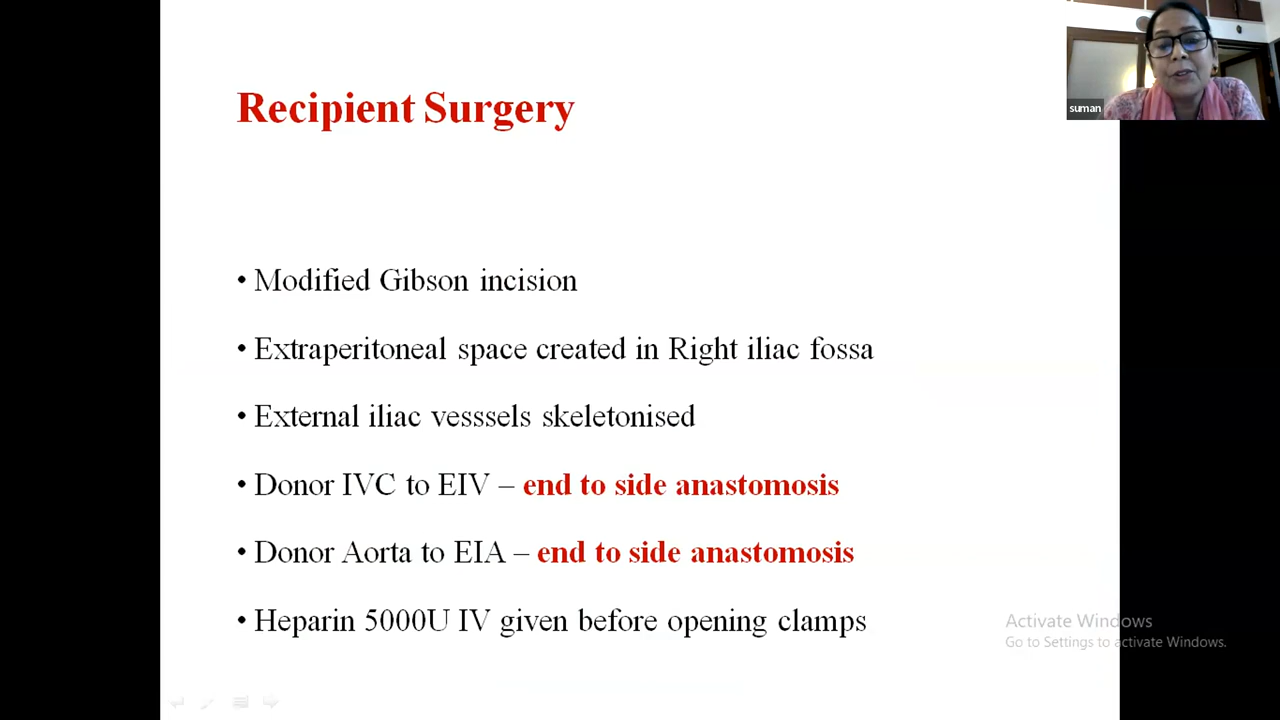 Recipient Surgery
suman
• Modified Gibson incision
• Extraperitoneal space created in Right iliac fossa
• External iliac vesssels skeletonised
• Donor IVC to EIV – end to side anastomosis
• Donor Aorta to EIA – end to side anastomosis
• Heparin 5000U IV given before opening clamps
Activate Windows
Go to Settings to activate Windows.